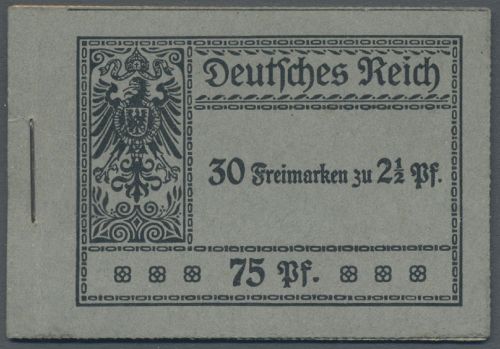 Deutsches Reich
30 Freimarken zu 2½ Pf.
75 Pf.